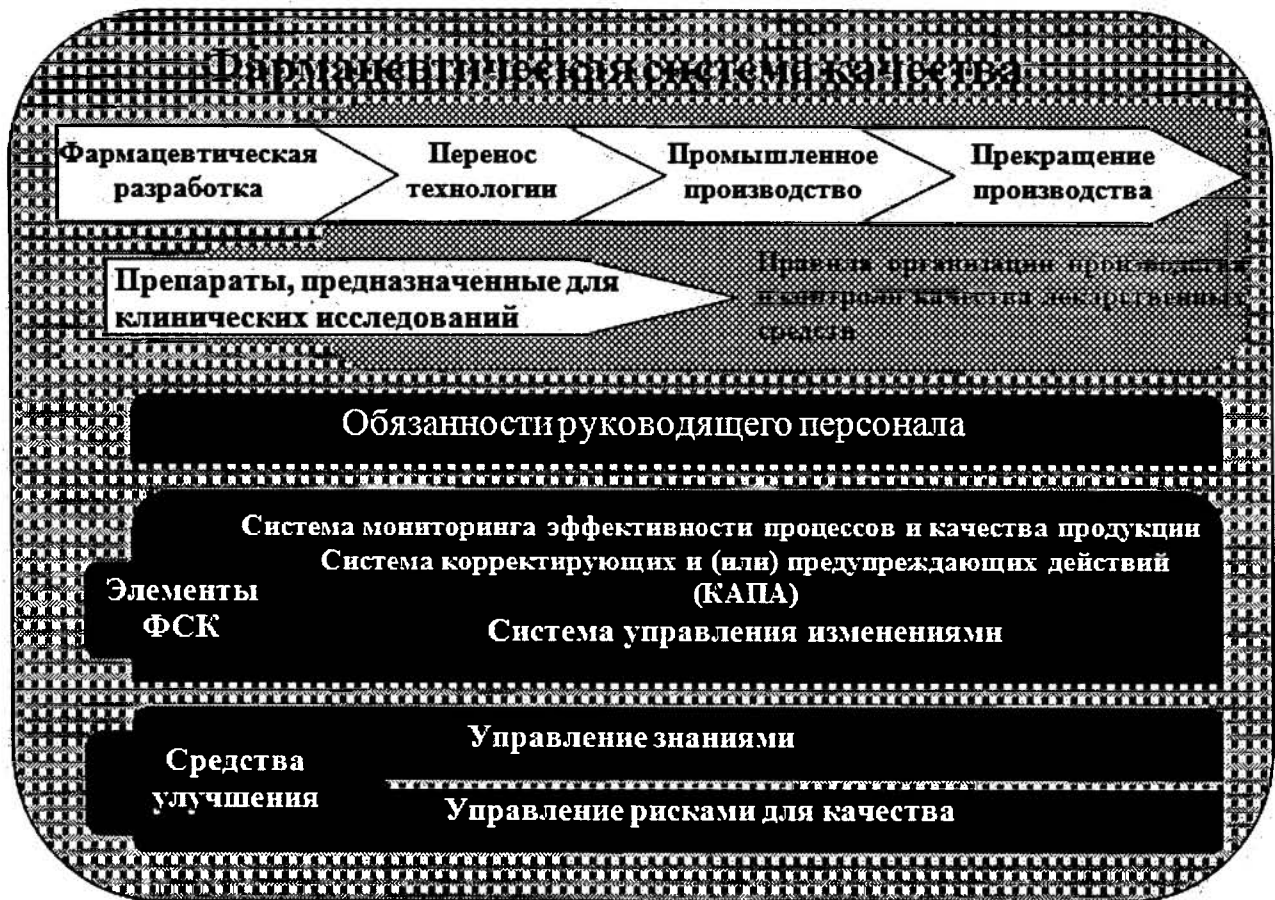 Фармацевтическая система качества
Фармацевтическая
разработка
Перенос
технологии
Промышленное
производство
Прекращение
производства
Препараты, предназначенные для
клинических исследований
Правила организации производства
и контроля качества лекарственных
средств
Обязанности руководящего персонала
Система мониторинга эффективности процессов и качества продукции
Система корректирующих и (или) предупреждающих действий
(КАПА)
Система управления изменениями
Элементы
ФСК
Управление знаниями
Средства
улучшения
Управление рисками для качества